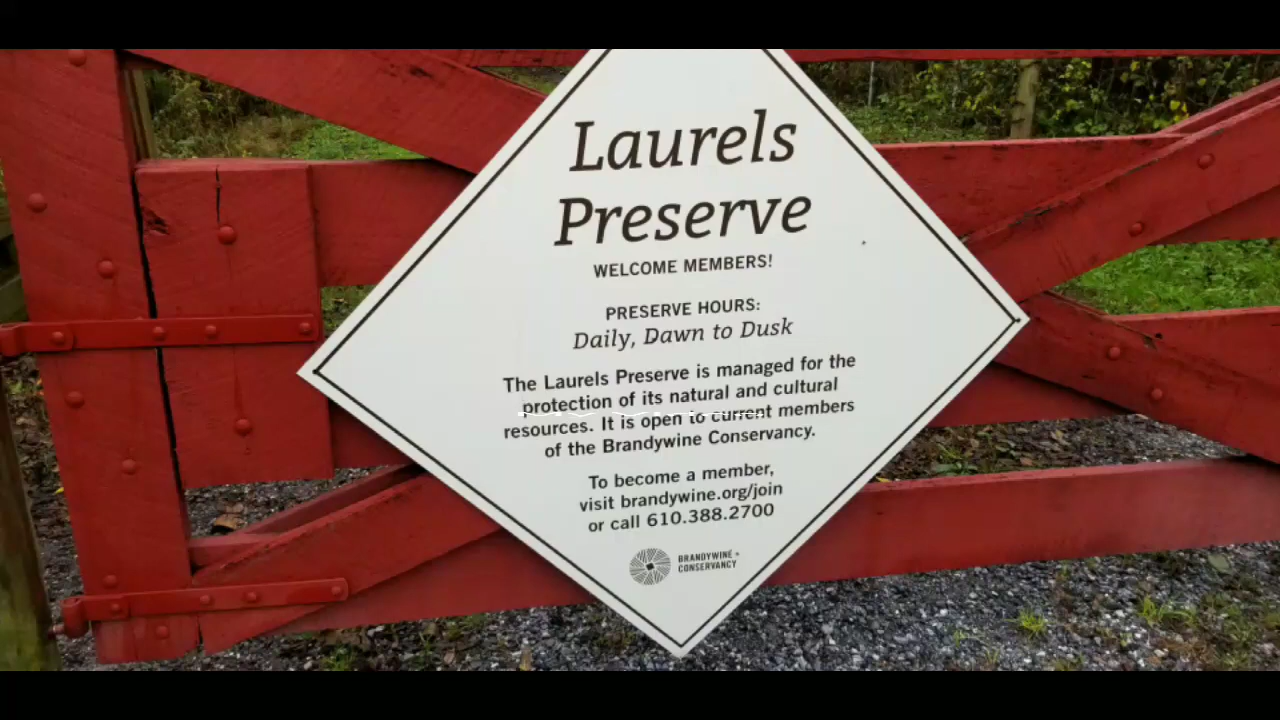 Laurels
Preserve
WELCOME MEMBERS!
PRESERVE HOURS:
Daily, Dawn to Dusk
The Laurels Preserve is managed for the
protection of its natural and cultural
resources. It is open to current members
of the Brandywine Conservancy.
To become a member,
visit brandywine.org/join
or call 610.388.2700
BRANDYWINE
CONSERVANCY